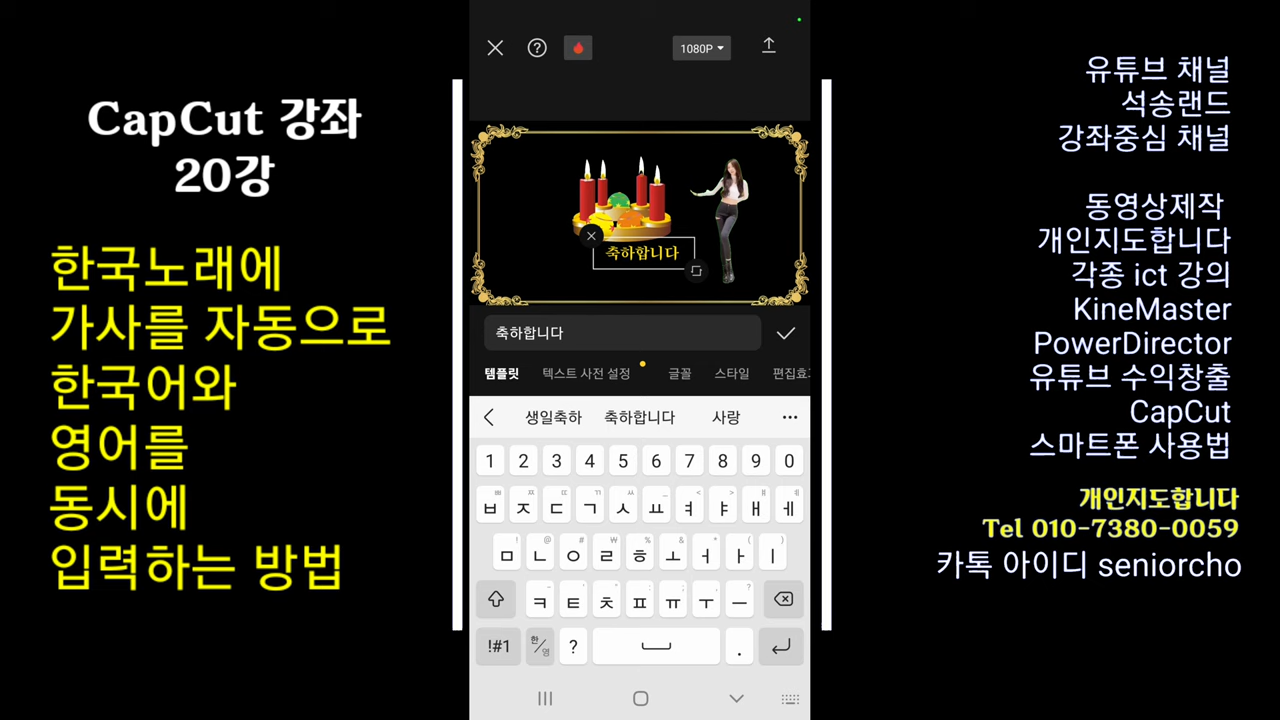 CapCut 강좌
20강
한국노래에
가사를 자동으로
한국어와
영어를
동시에
입력하는 방법
1080P
축하합니다
축하합니다
템플릿 텍스트 사전 설정 글꼴 스타일 편집효
생일축하 축하합니다 사랑
1 2 3 4 5 6 7 8 9 0
ㅂ ㅈ ㄷ ㄱ ㅅ ㅛ ㅕ ㅑ ㅐ ㅔ
ㅁ ㄴ ㅇ ㄹ ㅎ ㅗ ㅓ ㅏ ㅣ
ㅋ ㅌ ㅊ ㅍ ㅠ ㅜ ㅡ
!#1 한/영 ? .
유튜브 채널
석송랜드
강좌중심 채널
동영상제작
개인지도합니다
각종 ict 강의
KineMaster
PowerDirector
유튜브 수익창출
CapCut
스마트폰 사용법
개인지도합니다
Tel 010-7380-0059
카톡 아이디 seniorcho